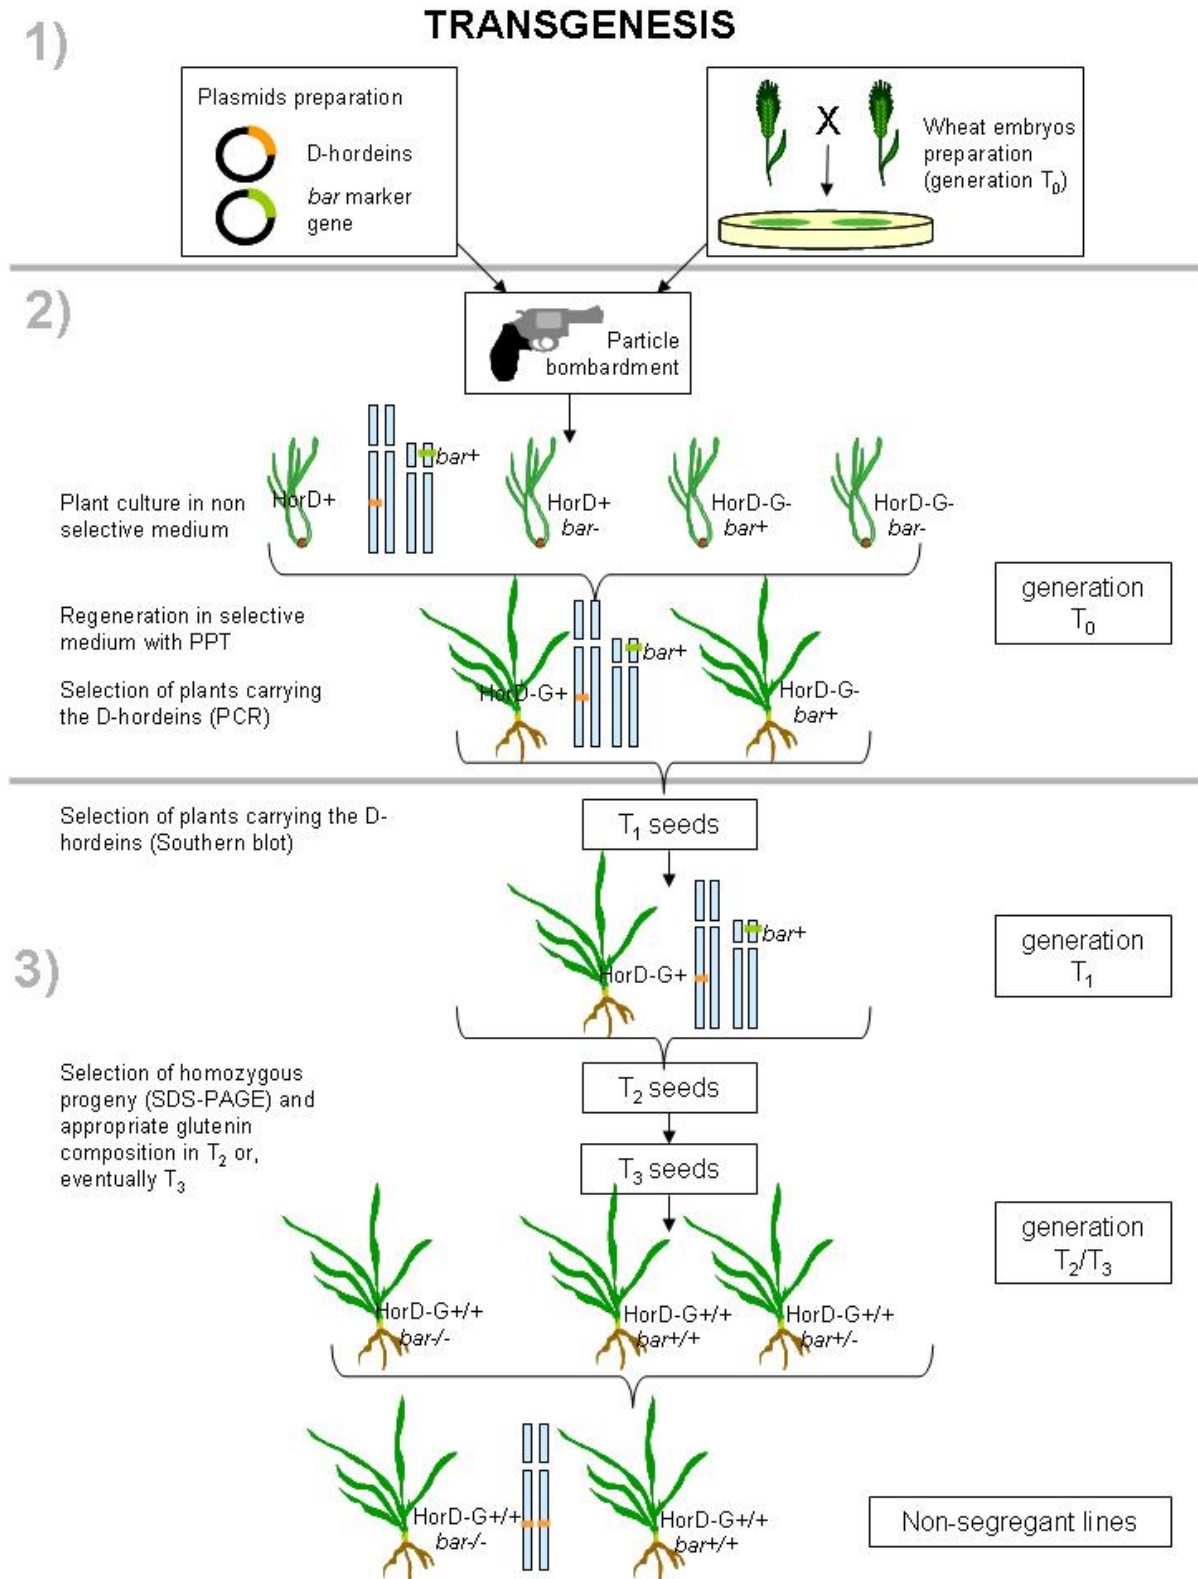 TRANSGENESIS
1)
Plasmids preparation
D-hordeins
bar marker
gene
X
Wheat embryos
preparation
(generation T0)
2)
Particle
bombardment
Plant culture in non
selective medium
HorD+
bar+
HorD+
bar-
HorD-G-
bar+
HorD-G-
bar-
generation
T0
Regeneration in selective
medium with PPT
Selection of plants carrying
the D-hordeins (PCR)
HorD-G+
bar+
HorD-G-
bar+
Selection of plants carrying the D-
hordeins (Southern blot)
T1 seeds
3)
HorD-G+
bar+
generation
T1
Selection of homozygous
progeny (SDS-PAGE) and
appropriate glutenin
composition in T2 or,
eventually T3
T2 seeds
T3 seeds
generation
T2/T3
HorD-G+/+
bar-/-
HorD-G+/+
bar+/+
HorD-G+/+
bar+/-
HorD-G+/+
bar-/-
HorD-G+/+
bar+/+
Non-segregant lines